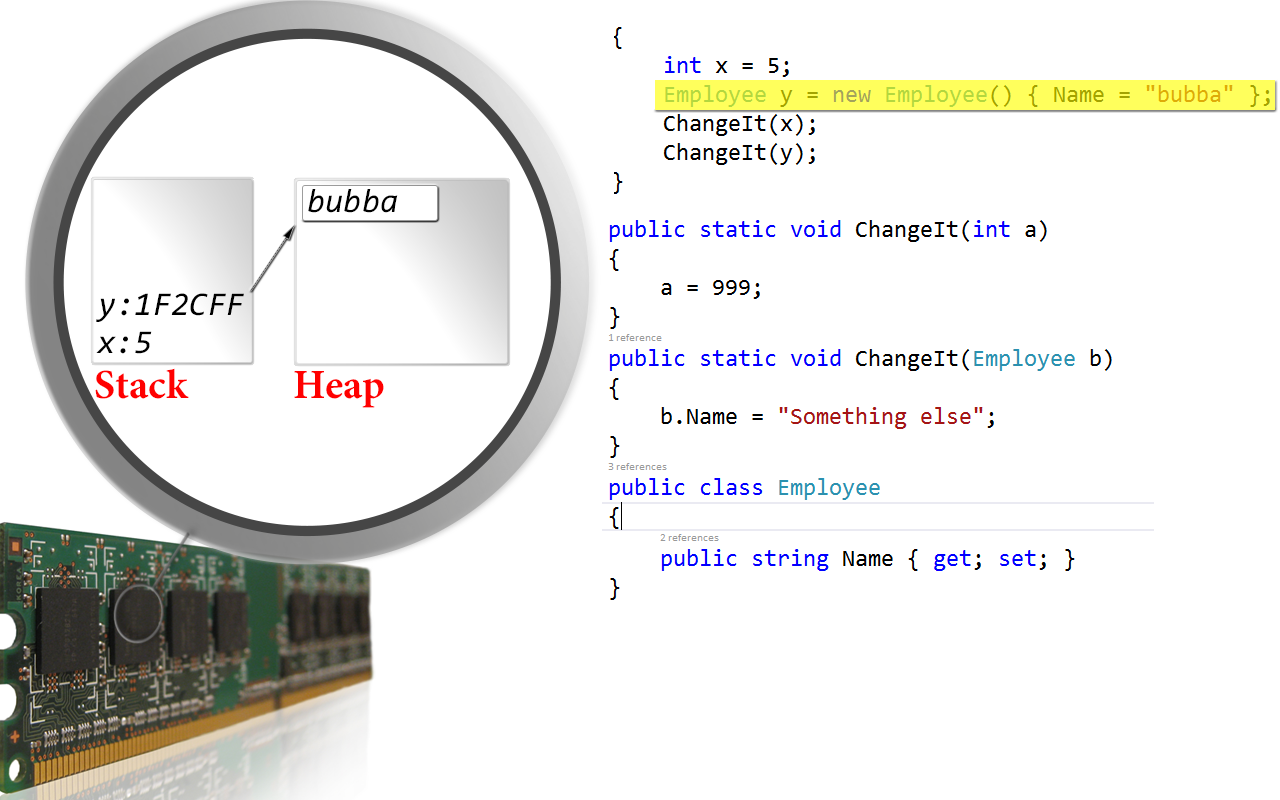 bubba
y:1F2CFF
x:5
Stack
Heap
{
int x = 5;
Employee y = new Employee() { Name = "bubba" };
ChangeIt(x);
ChangeIt(y);
}
public static void ChangeIt(int a)
{
a = 999;
}
1 reference
public static void ChangeIt(Employee b)
{
b.Name = "Something else";
}
3 references
public class Employee
{
2 references
public string Name { get; set; }
}
KOREA